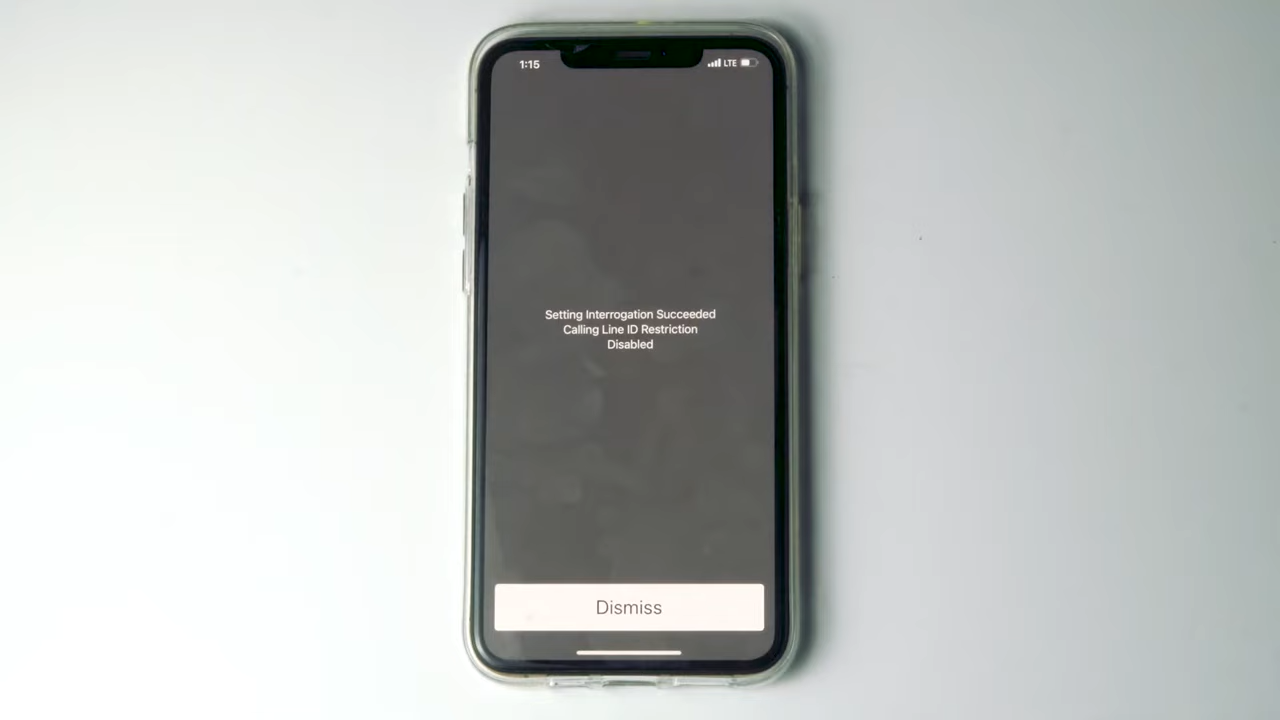 1:15
LTE
Setting Interrogation Succeeded
Calling Line ID Restriction
Disabled
Dismiss